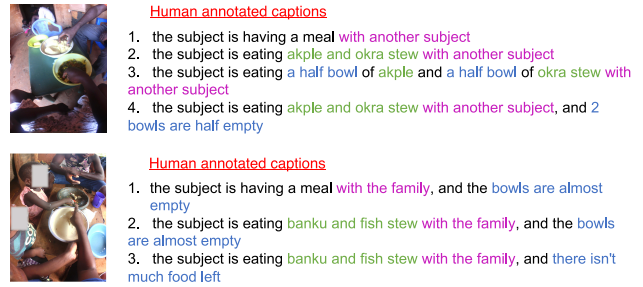 Human annotated captions
1. the subject is having a meal with another subject
2. the subject is eating akple and okra stew with another subject
3. the subject is eating a half bowl of akple and a half bowl of okra stew with
another subject
4. the subject is eating akple and okra stew with another subject, and 2
bowls are half empty
Human annotated captions
1. the subject is having a meal with the family, and the bowls are almost
empty
2. the subject is eating banku and fish stew with the family, and the bowls
are almost empty
3. the subject is eating banku and fish stew with the family, and there isn't
much food left